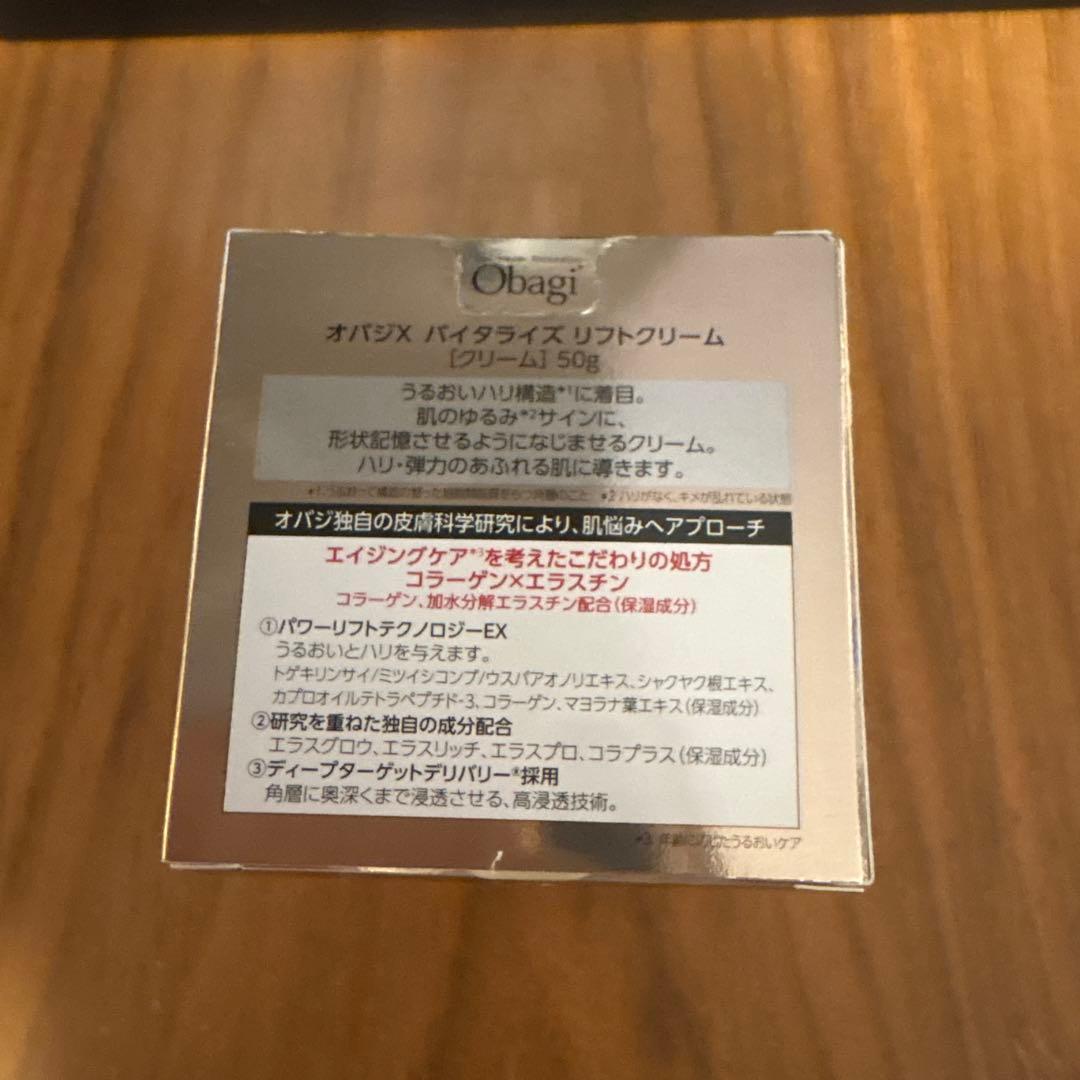 Obagi
オバジX バイタライズ リフトクリーム
[クリーム] 50g
うるおいハリ構造*1に着目。
肌のゆるみ*2サインに、
形状記憶させるようになじませるクリーム。
ハリ・弾力のあふれる肌に導きます。
*2 ハリがなく、キメが乱れている状態
オバジ独自の皮膚科学研究により、肌悩みへアプローチ
エイジングケア*3を考えたこだわりの処方
コラーゲン×エラスチン
コラーゲン、加水分解エラスチン配合(保湿成分)
①パワーリフトテクノロジーEX
うるおいとハリを与えます。
トゲキリンサイ/ミツイシコンブ/ウスバアオノリエキス、シャクヤク根エキス、
カプロオイルテトラペプチド-3、コラーゲン、マヨラナ葉エキス(保湿成分)
②研究を重ねた独自の成分配合
エラスグロウ、エラスリッチ、エラスプロ、コラプラス(保湿成分)
③ディープターゲットデリバリー®採用
角層に奥深くまで浸透させる、高浸透技術。
*3 年齢に応じたうるおいケア